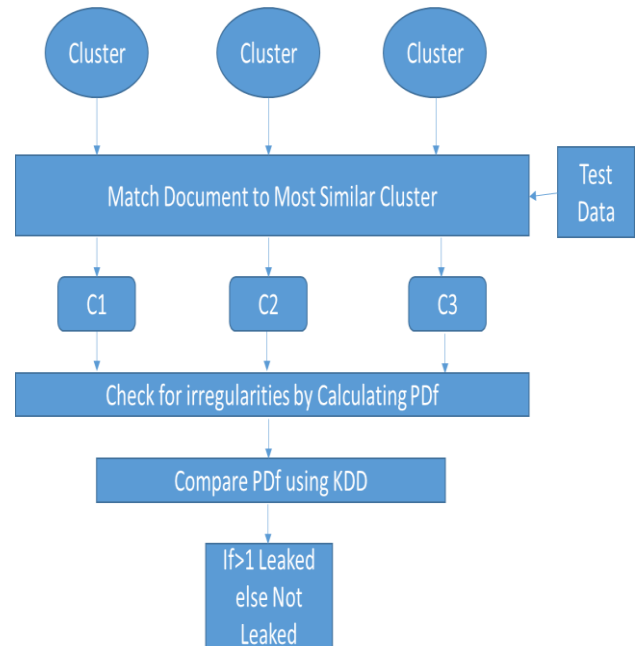 Cluster
Cluster
Cluster
Match Document to Most Similar Cluster
Test
Data
C1
C2
C3
Check for irregularities by Calculating PDf
Compare PDf using KDD
If>1 Leaked
else Not
Leaked